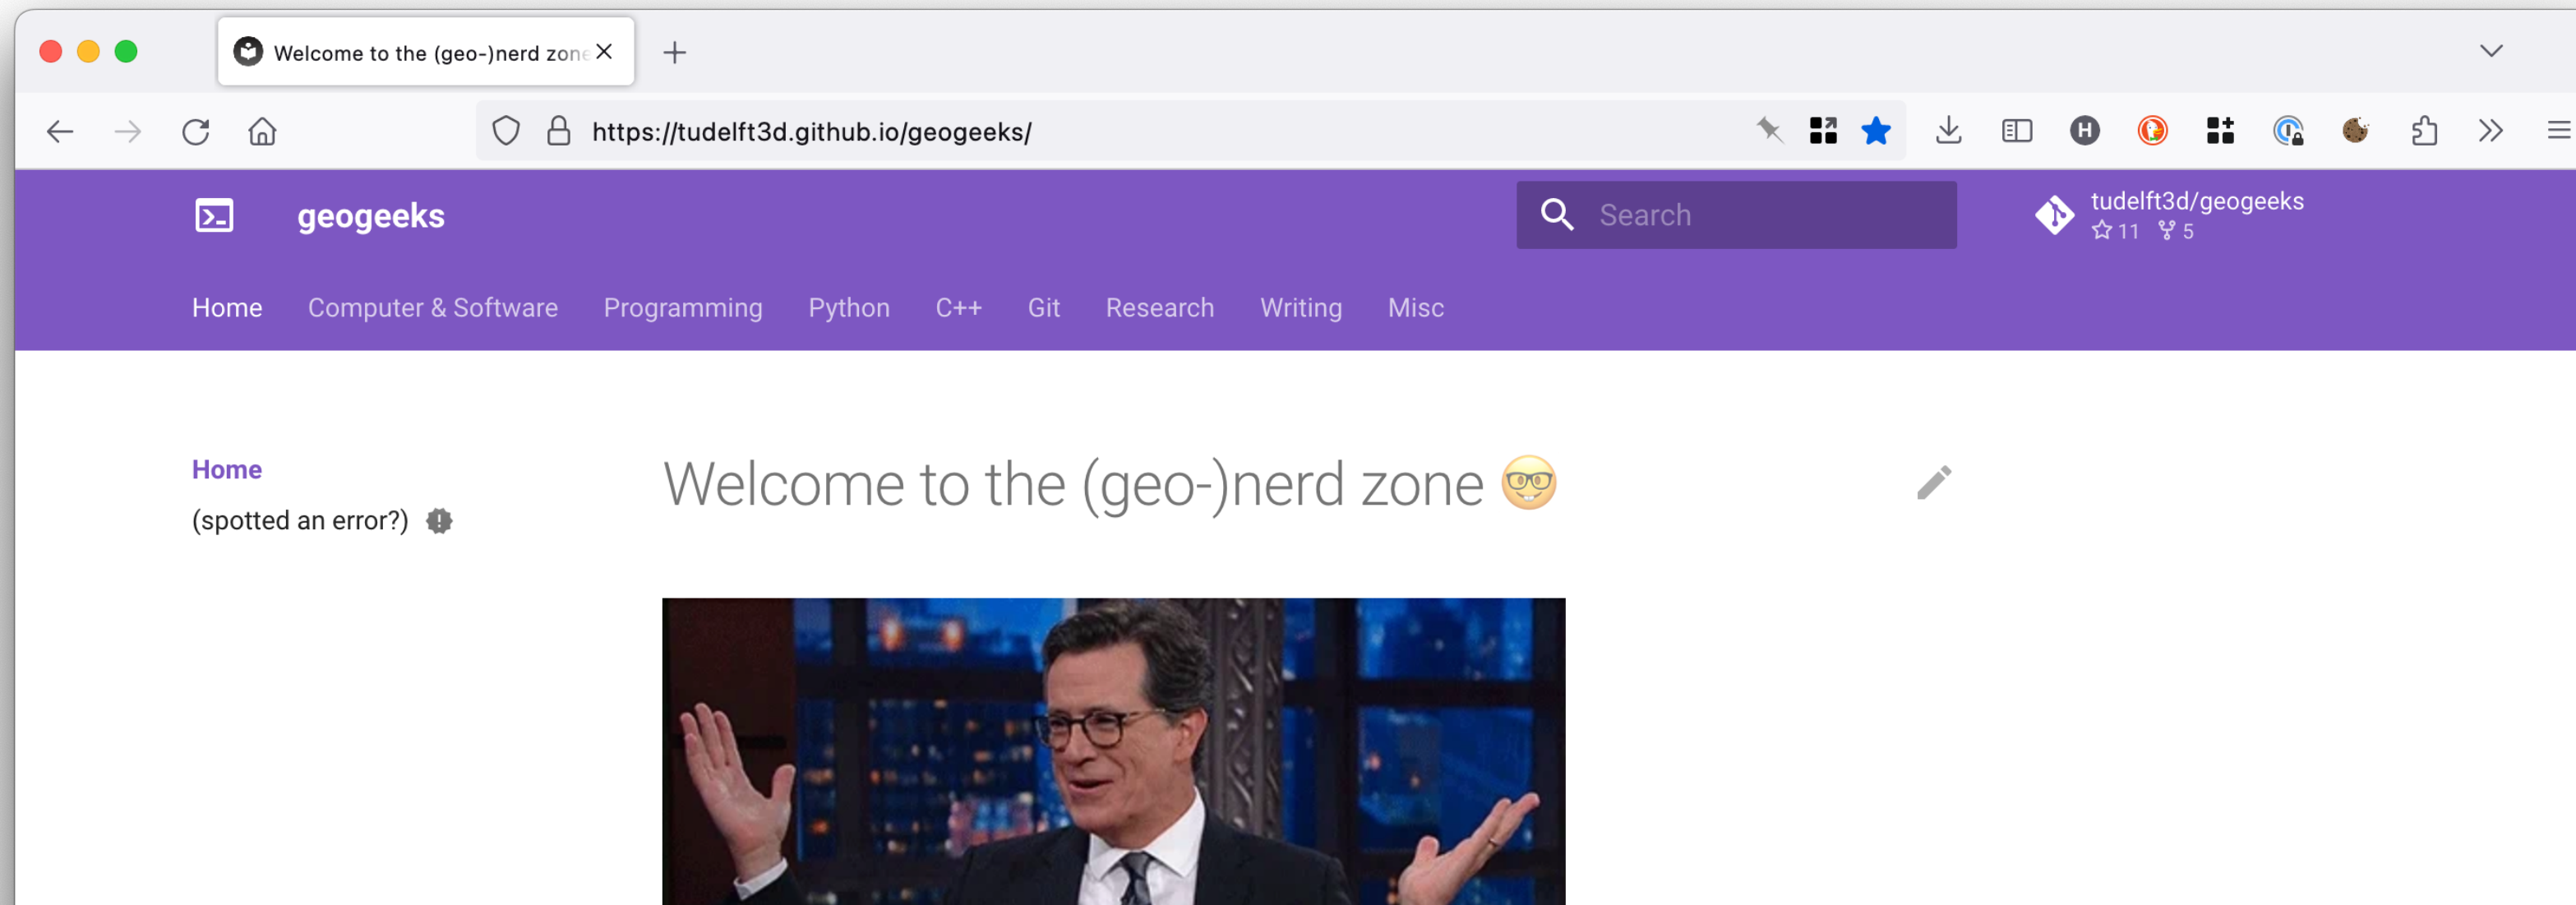 Welcome to the (geo-)nerd zone
https://tudelft3d.github.io/geogeeks/
H
geogeeks
Search
tudelft3d/geogeeks
11 5
Home Computer & Software Programming Python C++ Git Research Writing Misc
Home
(spotted an error?)
Welcome to the (geo-)nerd zone 🤓